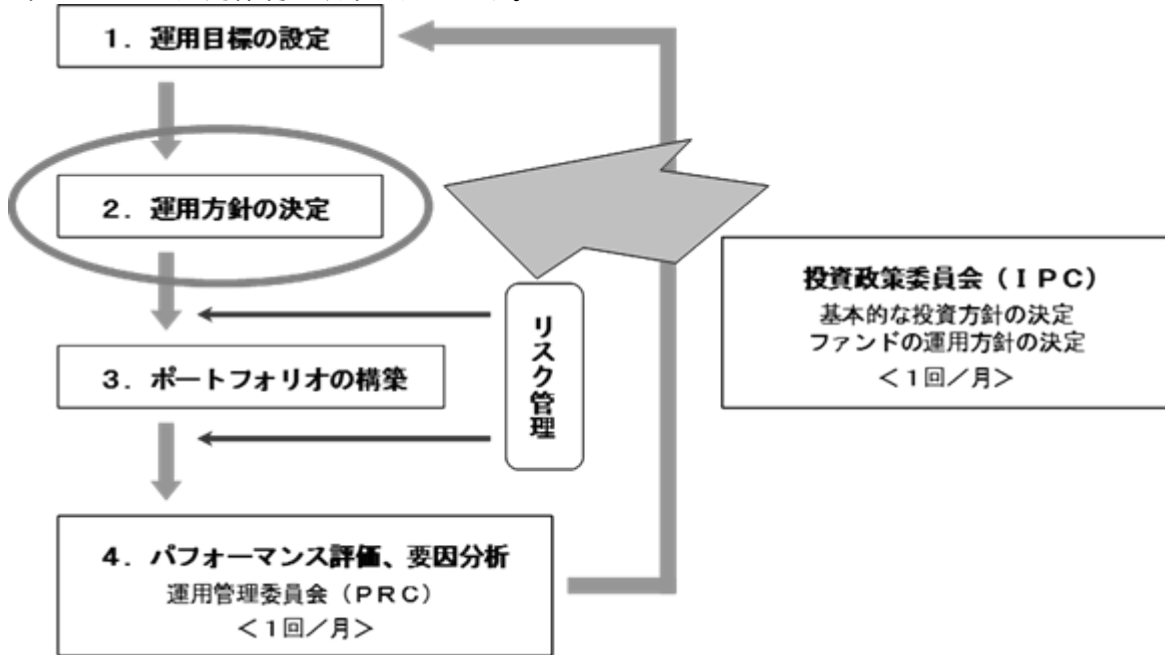 １．運用目標の設定
２．運用方針の決定
３．ポートフォリオの構築
リスク管理
投資政策委員会（ＩＰＣ）
基本的な投資方針の決定
ファンドの運用方針の決定
＜１回／月＞
４．パフォーマンス評価、要因分析
運用管理委員会（ＰＲＣ）
＜１回／月＞